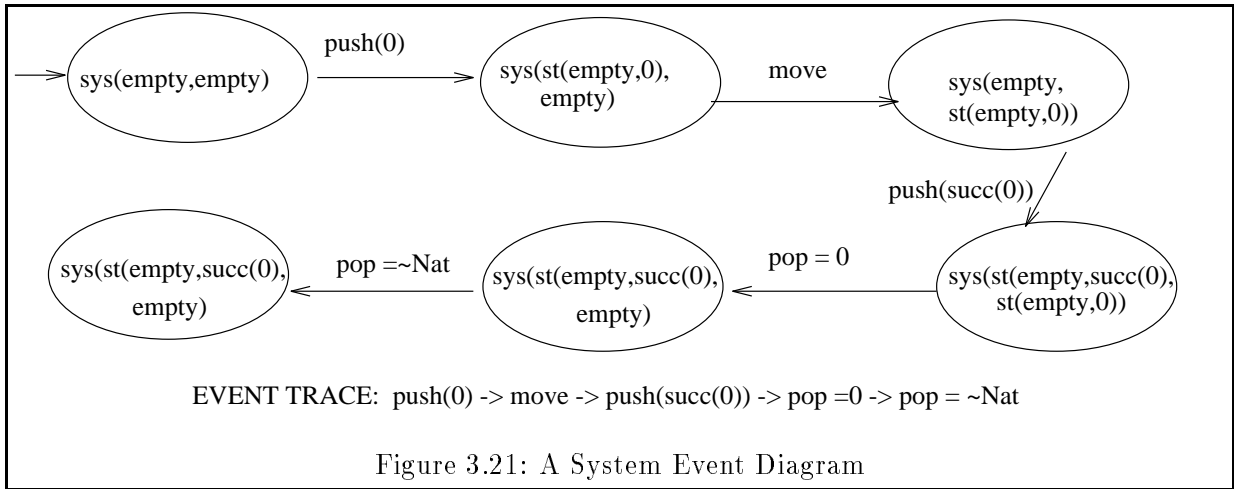 push(0)
move
sys(empty,empty)
sys(st(empty,0),
empty)
sys(empty,
st(empty,0))
push(succ(0))
pop =~Nat
pop = 0
sys(st(empty,succ(0),
empty)
sys(st(empty,succ(0),
empty)
sys(st(empty,succ(0),
st(empty,0))
EVENT TRACE: push(0) -> move -> push(succ(0)) -> pop =0 -> pop = ~Nat
Figure 3.21: A System Event Diagram